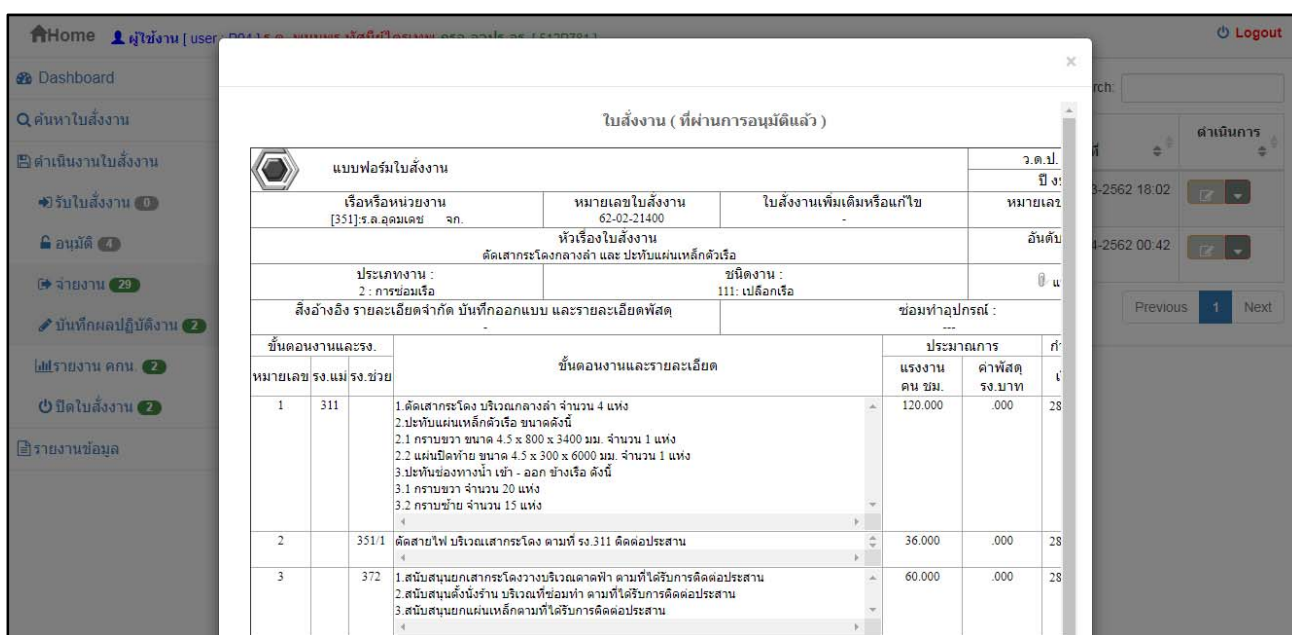 Home ผู้ใช้งาน [ user :
Logout
Dashboard
ค้นหาใบสั่งงาน
ดำเนินงานใบสั่งงาน
รับใบสั่งงาน 0
อนุมัติ 4
จ่ายงาน 29
บันทึกผลปฏิบัติงาน 2
รายงาน คกน. 2
ปิดใบสั่งงาน 2
รายงานข้อมูล
×
rch:
ดำเนินการ
3-2562 18:02
4-2562 00:42
Previous 1 Next
ใบสั่งงาน ( ที่ผ่านการอนุมัติแล้ว )
แบบฟอร์มใบสั่งงาน
ว.ด.ป.
ปี ง
เรือหรือหน่วยงาน หมายเลขใบสั่งงาน ใบสั่งงานเพิ่มเติมหรือแก้ไข หมายเลข
[351]:ร.ล.อุดมเดช จก. 62-02-21400 -
หัวเรื่องใบสั่งงาน อันดับ
ตัดเสากระโดงกลางลำ และ ปะทับแผ่นเหล็กตัวเรือ
ประเภทงาน : ชนิดงาน :
2 : การซ่อมเรือ 111: เปลือกเรือ
สิ่งอ้างอิง รายละเอียดจำกัด บันทึกออกแบบ และรายละเอียดพัสดุ ซ่อมทำอุปกรณ์ :
- ---
ขั้นตอนงานและรง. ขั้นตอนงานและรายละเอียด ประมาณการ กำ
หมายเลข รง.แม่ รง.ช่วย แรงงาน ค่าพัสดุ
คน ชม. รง.บาท
1 311 1.ตัดเสากระโดง บริเวณกลางลำ จำนวน 4 แห่ง 120.000 .000 28
2.ปะทับแผ่นเหล็กตัวเรือ ขนาดดังนี้
2.1 กราบขวา ขนาด 4.5 x 800 x 3400 มม. จำนวน 1 แห่ง
2.2 แผ่นปิดท้าย ขนาด 4.5 x 300 x 6000 มม. จำนวน 1 แห่ง
3.ปะทันช่องทางน้ำ เข้า - ออก ข้างเรือ ดังนี้
3.1 กราบขวา จำนวน 20 แห่ง
3.2 กราบซ้าย จำนวน 15 แห่ง
2 351/1 ตัดสายไฟ บริเวณเสากระโดง ตามที่ รง.311 ติดต่อประสาน 36.000 .000 28
3 372 1.สนับสนุนยกเสากระโดงวางบริเวณดาดฟ้า ตามที่ได้รับการติดต่อประสาน 60.000 .000 28
2.สนับสนุนตั้งนั่งร้าน บริเวณที่ซ่อมทำ ตามที่ได้รับการติดต่อประสาน
3.สนับสนุนยกแผ่นเหล็กตามที่ได้รับการติดต่อประสาน